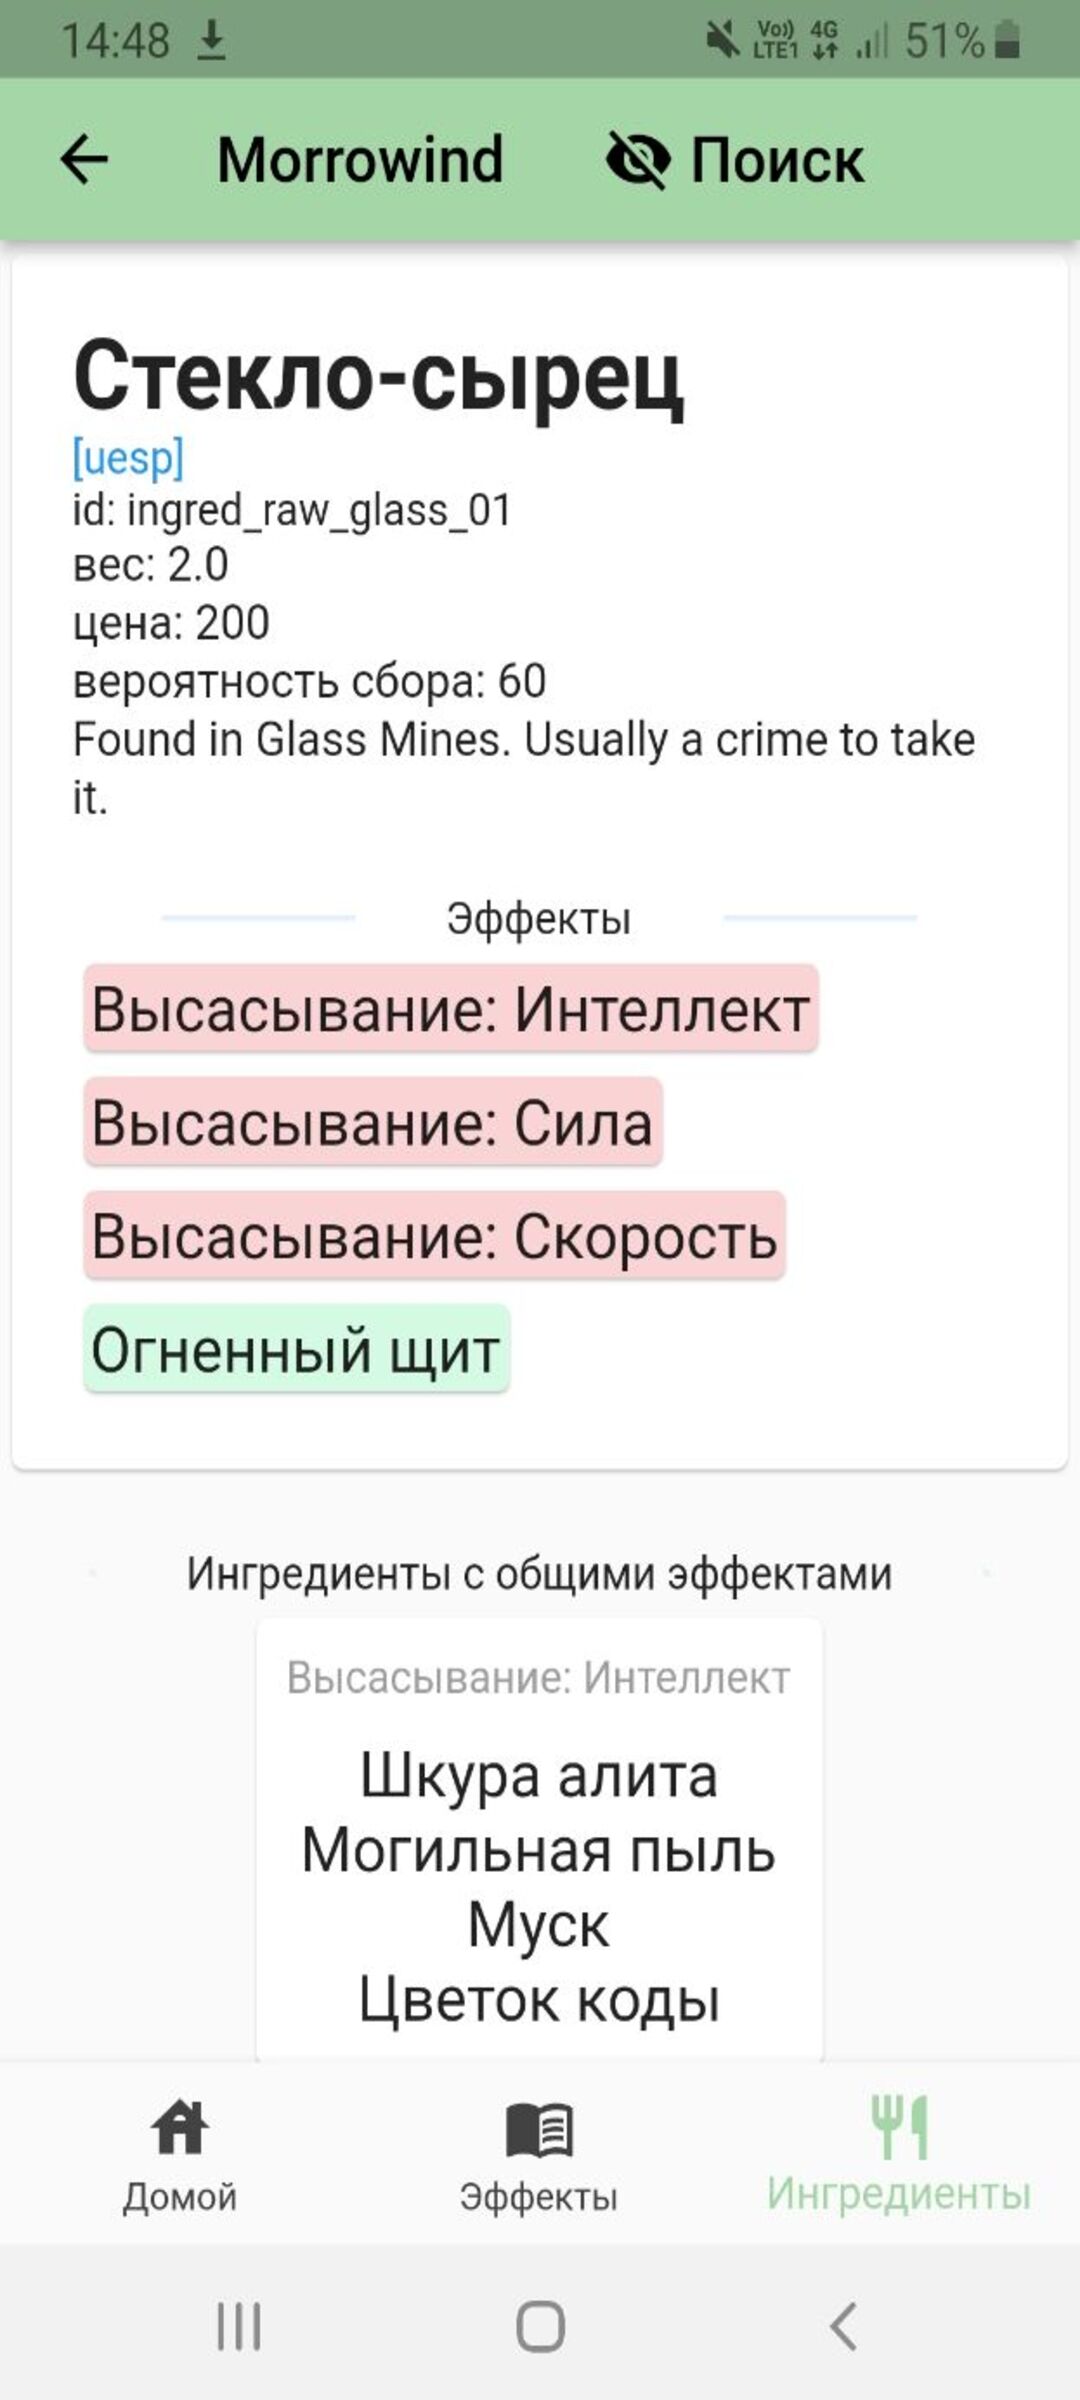 14:48
Vo)) LTE1 4G 51%
Morrowind
Поиск
Стекло-сырец
[uesp]
id: ingred_raw_glass_01
вес: 2.0
цена: 200
вероятность сбора: 60
Found in Glass Mines. Usually a crime to take
it.
Эффекты
Высасывание: Интеллект
Высасывание: Сила
Высасывание: Скорость
Огненный щит
Ингредиенты с общими эффектами
Высасывание: Интеллект
Шкура алита
Могильная пыль
Муск
Цветок коды
Домой
Эффекты
Ингредиенты